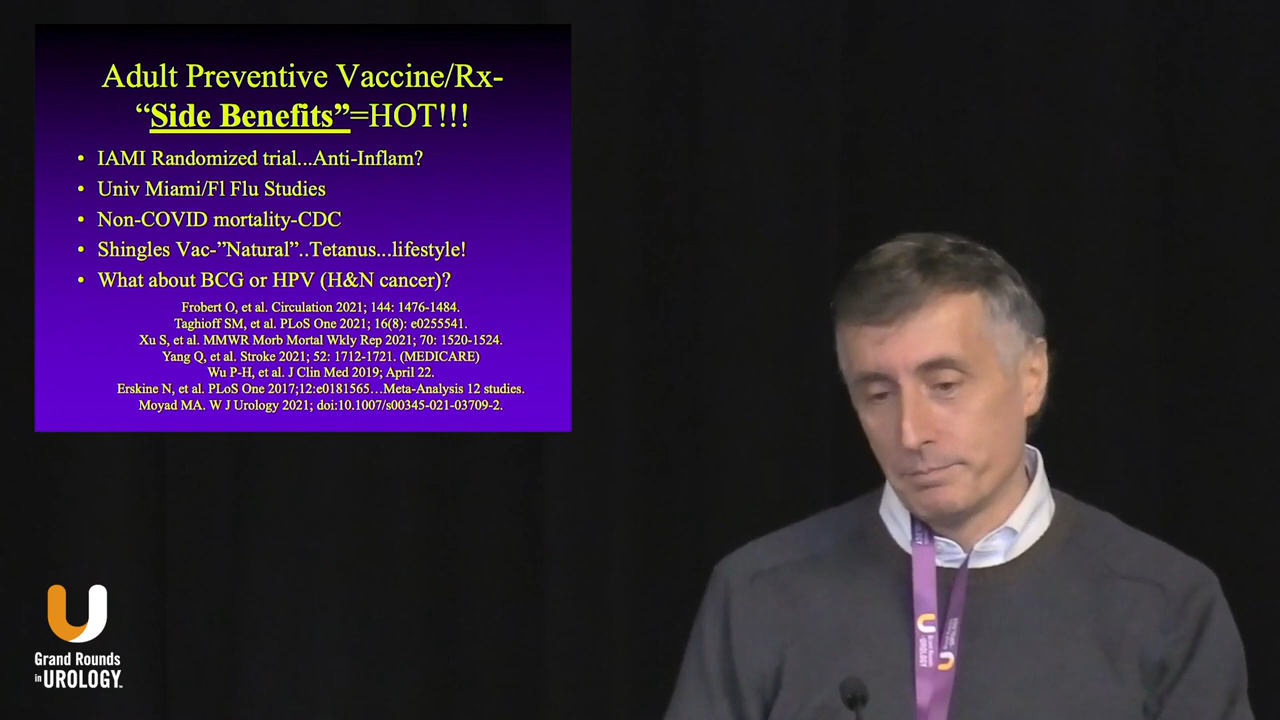 Adult Preventive Vaccine/Rx-
“Side Benefits”=HOT!!!
• IAMI Randomized trial...Anti-Inflam?
• Univ Miami/Fl Flu Studies
• Non-COVID mortality-CDC
• Shingles Vac-”Natural”..Tetanus...lifestyle!
• What about BCG or HPV (H&N cancer)?
Frobert O, et al. Circulation 2021; 144: 1476-1484.
Taghioff SM, et al. PLoS One 2021; 16(8): e0255541.
Xu S, et al. MMWR Morb Mortal Wkly Rep 2021; 70: 1520-1524.
Yang Q, et al. Stroke 2021; 52: 1712-1721. (MEDICARE)
Wu P-H, et al. J Clin Med 2019; April 22.
Erskine N, et al. PLoS One 2017;12:e0181565…Meta-Analysis 12 studies.
Moyad MA. W J Urology 2021; doi:10.1007/s00345-021-03709-2.
Grand Rounds
in UROLOGY™